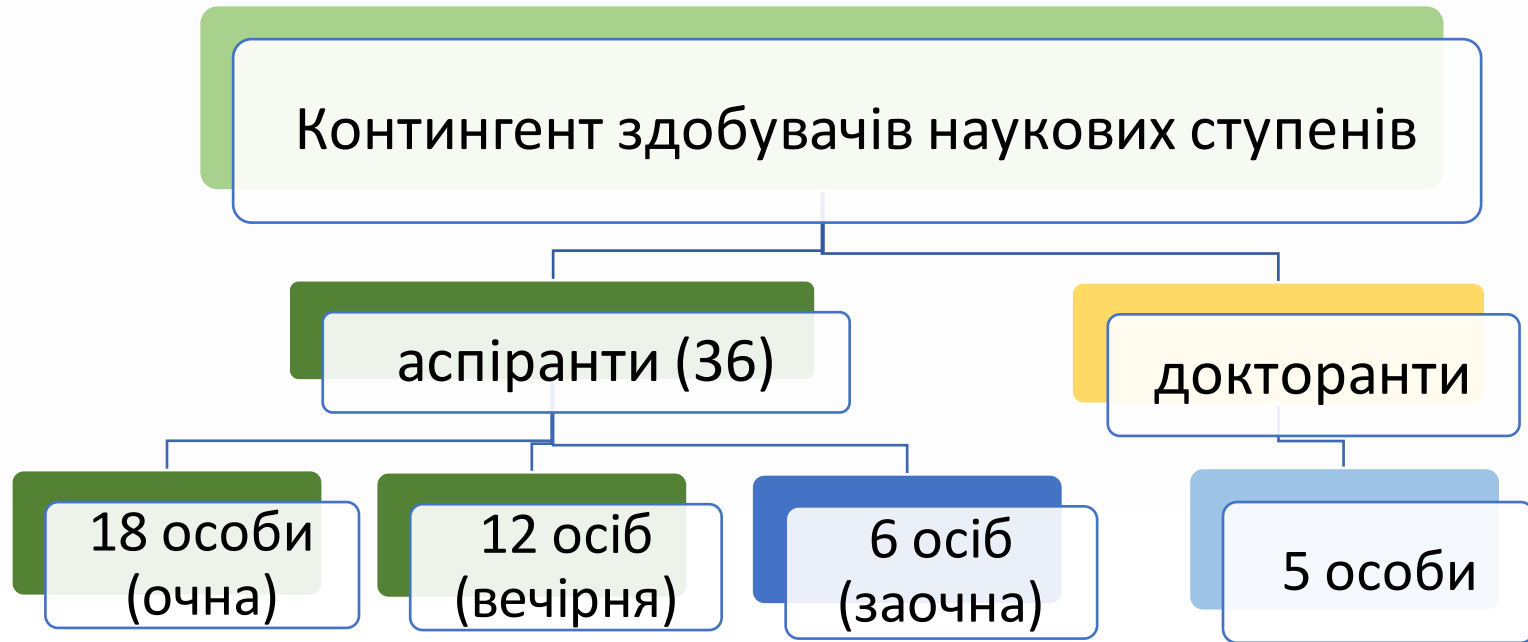 Контингент здобувачів наукових ступенів
аспіранти (36)
докторанти
18 особи
(очна)
12 осіб
(вечірня)
6 осіб
(заочна)
5 особи